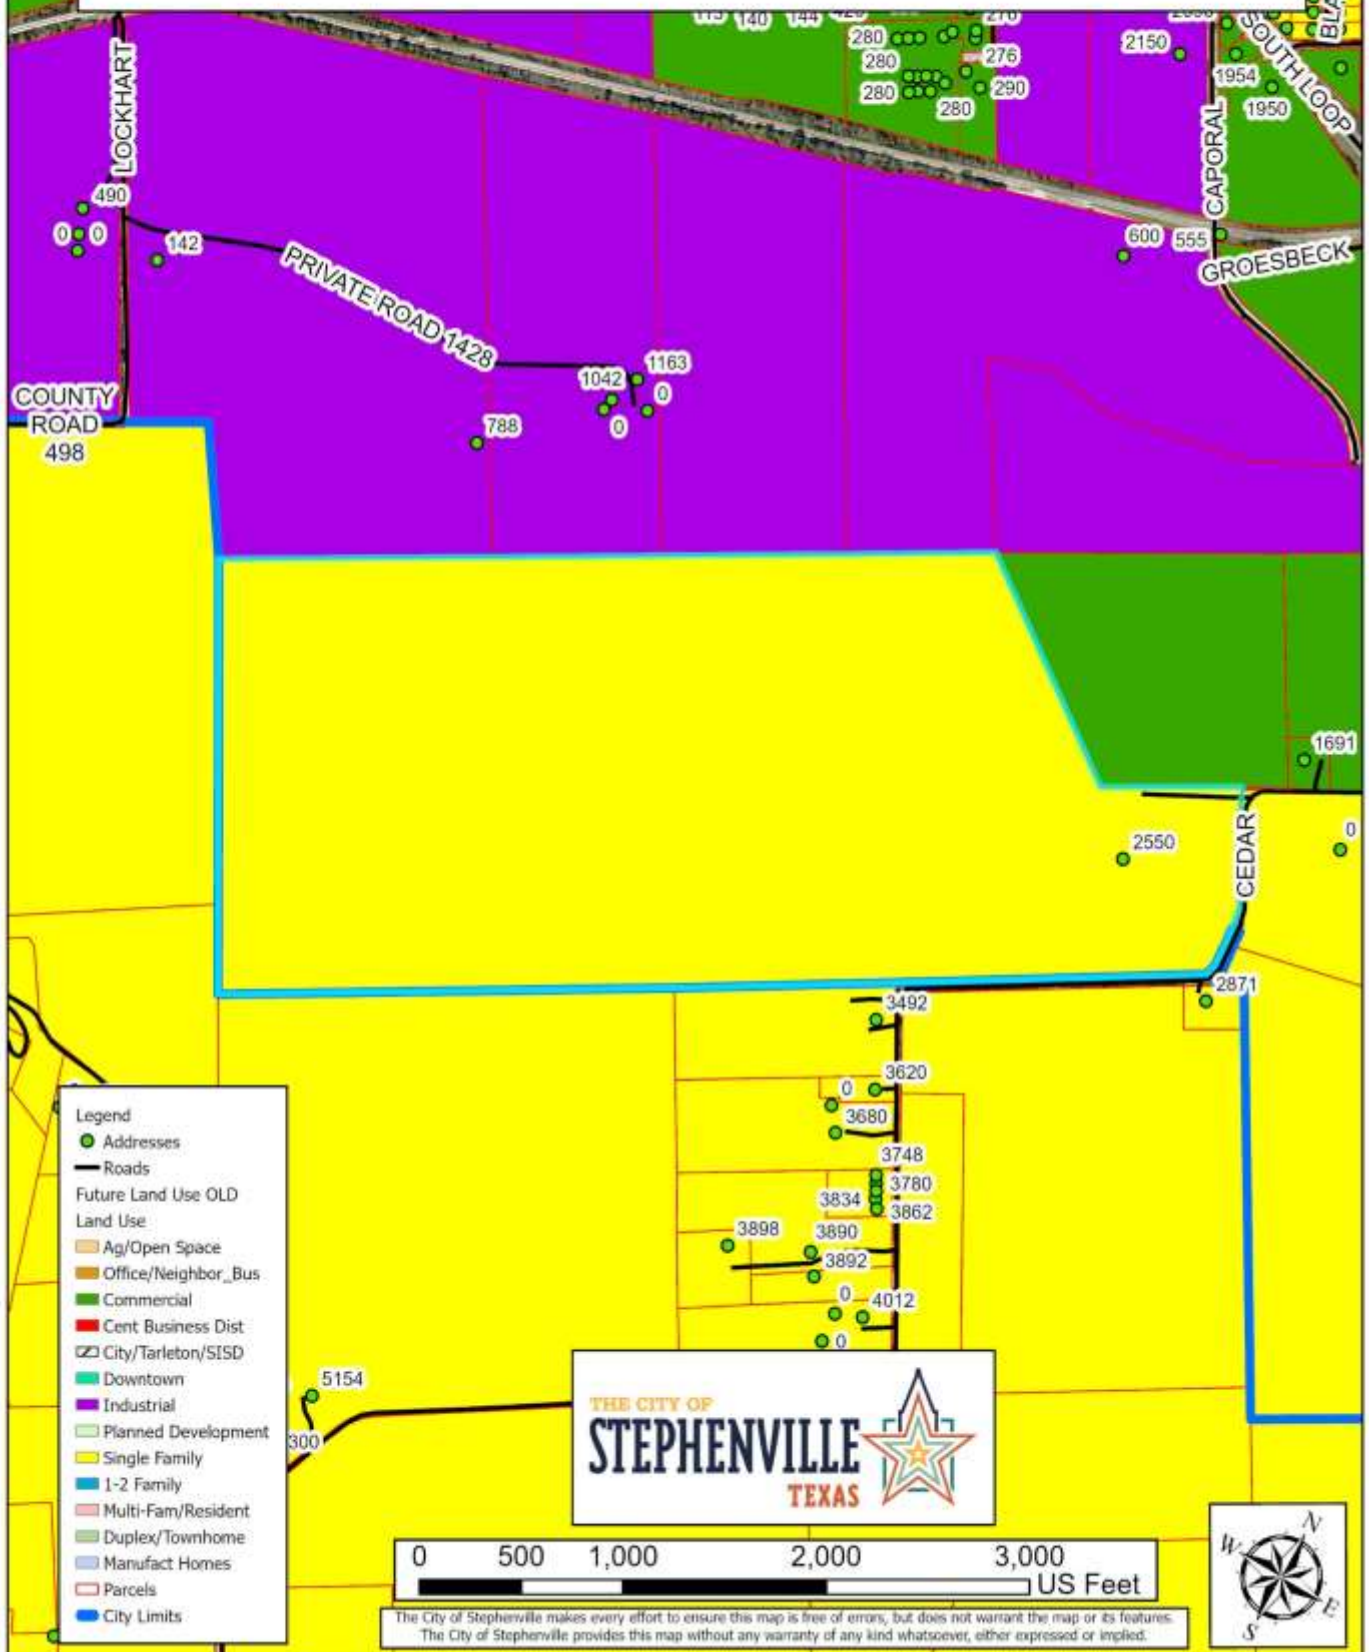 115 140 144 420 276
280
2150
276
280
1954
290
280
280
1950
SOUTH LOOP
BLA
LOCKHART
CAPORAL
490
0 0
142
600 555
GROESBECK
PRIVATE ROAD 1428
1163
1042
0
0
788
COUNTY
ROAD
498
1691
2550
0
CEDAR
2871
3492
3620
0
3680
3748
3780
3834
3862
3898
3890
3892
0
4012
0
5154
300
Legend
Addresses
Roads
Future Land Use OLD
Land Use
Ag/Open Space
Office/Neighbor_Bus
Commercial
Cent Business Dist
City/Tarleton/SISD
Downtown
Industrial
Planned Development
Single Family
1-2 Family
Multi-Fam/Resident
Duplex/Townhome
Manufact Homes
Parcels
City Limits
THE CITY OF
STEPHENVILLE
TEXAS
N
W
E
S
0 500 1,000 2,000 3,000
US Feet
The City of Stephenville makes every effort to ensure this map is free of errors, but does not warrant the map or its features.
The City of Stephenville provides this map without any warranty of any kind whatsoever, either expressed or implied.